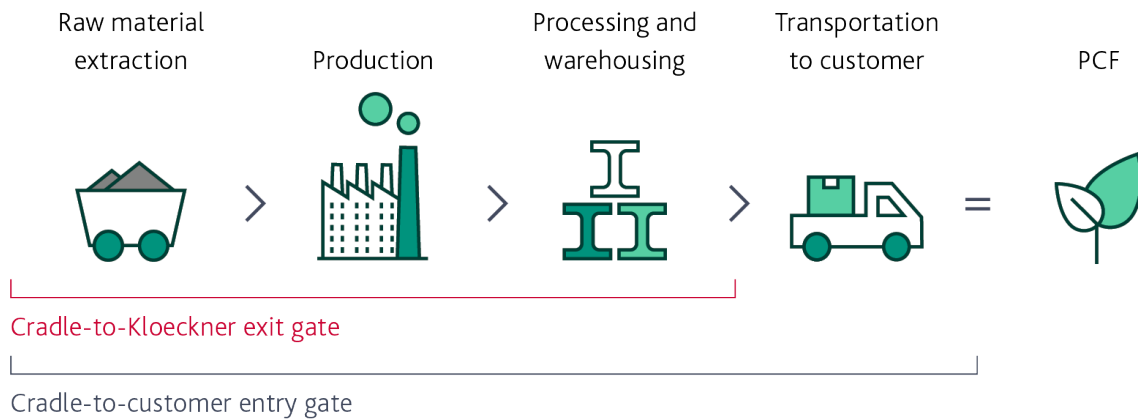 Raw material
extraction
Production
Processing and
warehousing
Transportation
to customer
PCF
>
>
>
=
Cradle-to-Kloeckner exit gate
Cradle-to-customer entry gate